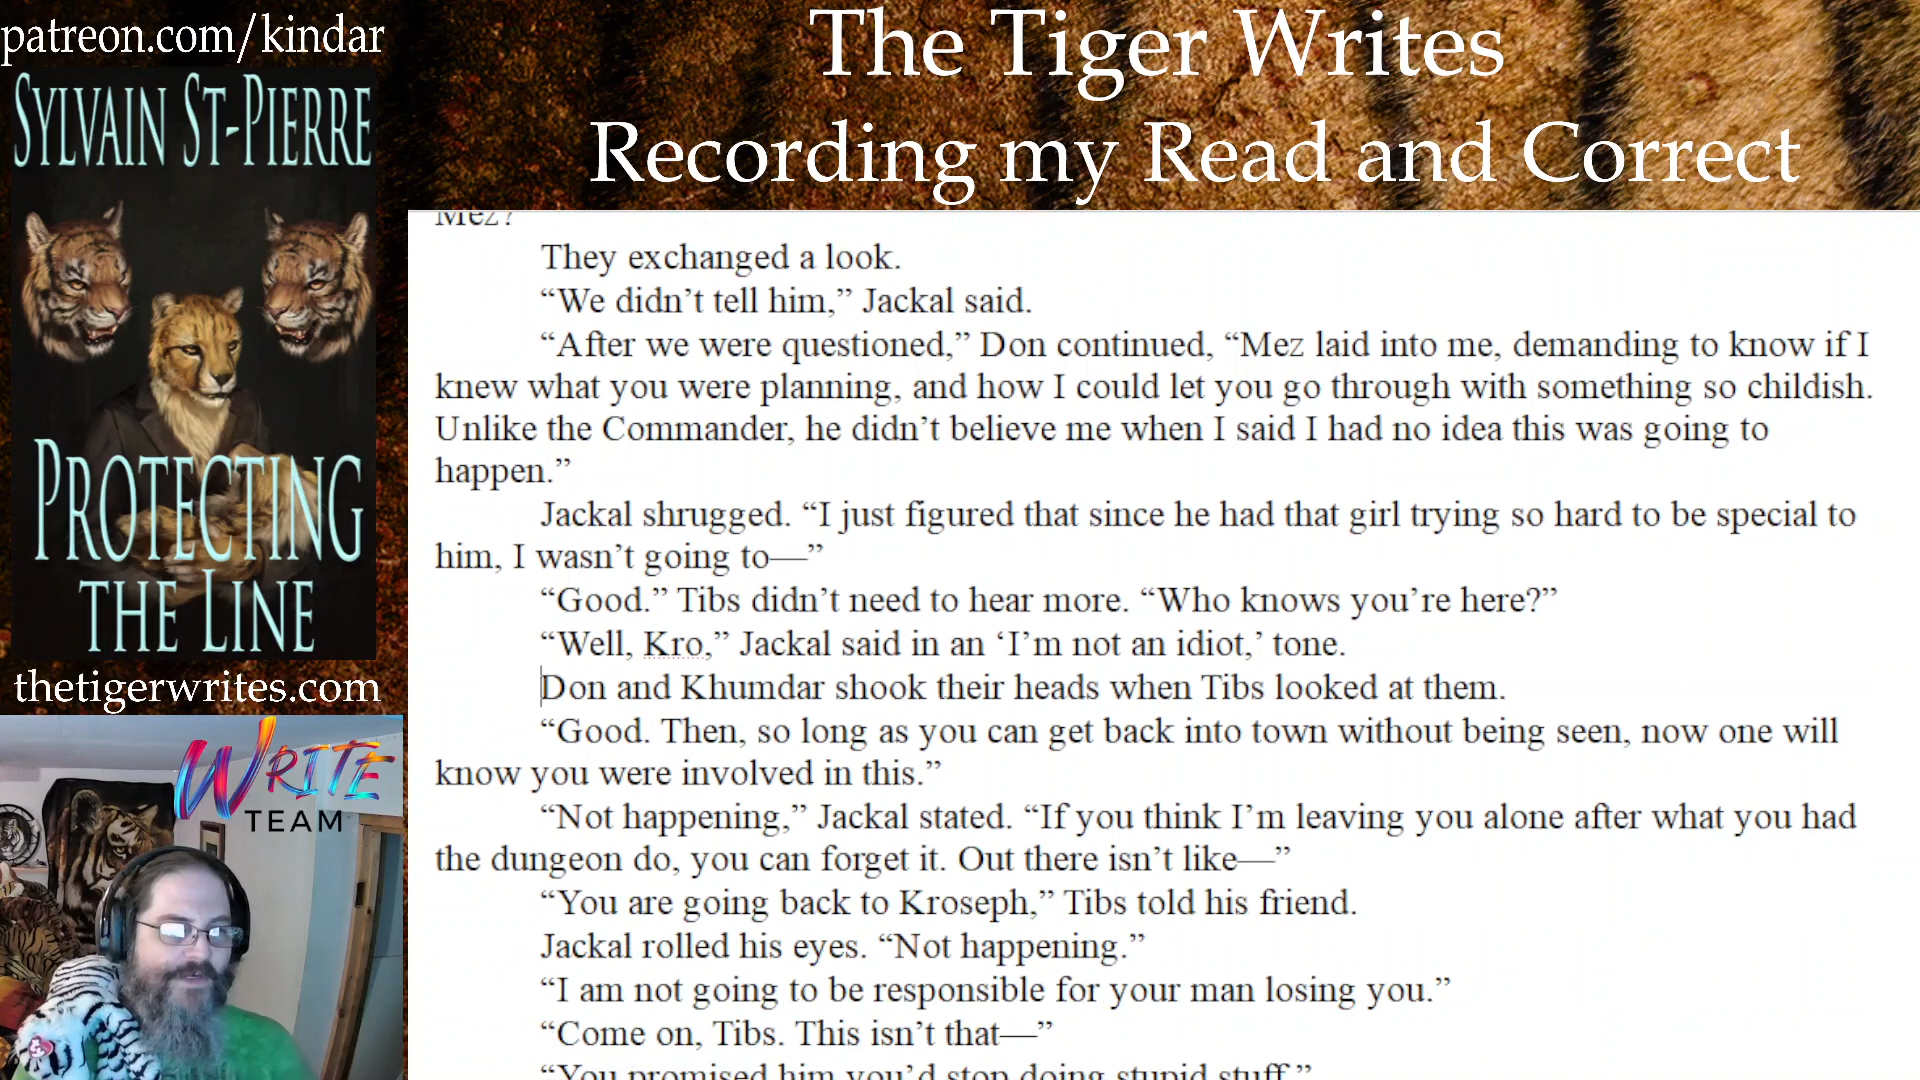 patreon.com/kindar
SYLVAIN ST-PIERRE
PROTECTING
THE LINE
thetigerwrites.com
WRITE
TEAM
The Tiger Writes
Recording my Read and Correct
Mez?
They exchanged a look.
“We didn’t tell him,” Jackal said.
“After we were questioned,” Don continued, “Mez laid into me, demanding to know if I
knew what you were planning, and how I could let you go through with something so childish.
Unlike the Commander, he didn’t believe me when I said I had no idea this was going to
happen.”
Jackal shrugged. “I just figured that since he had that girl trying so hard to be special to
him, I wasn’t going to—”
“Good.” Tibs didn’t need to hear more. “Who knows you’re here?”
“Well, Kro,” Jackal said in an ‘I’m not an idiot,’ tone.
Don and Khumdar shook their heads when Tibs looked at them.
“Good. Then, so long as you can get back into town without being seen, now one will
know you were involved in this.”
“Not happening,” Jackal stated. “If you think I’m leaving you alone after what you had
the dungeon do, you can forget it. Out there isn’t like—”
“You are going back to Kroseph,” Tibs told his friend.
Jackal rolled his eyes. “Not happening.”
“I am not going to be responsible for your man losing you.”
“Come on, Tibs. This isn’t that—”
“You promised him you’d stop doing stupid stuff.”